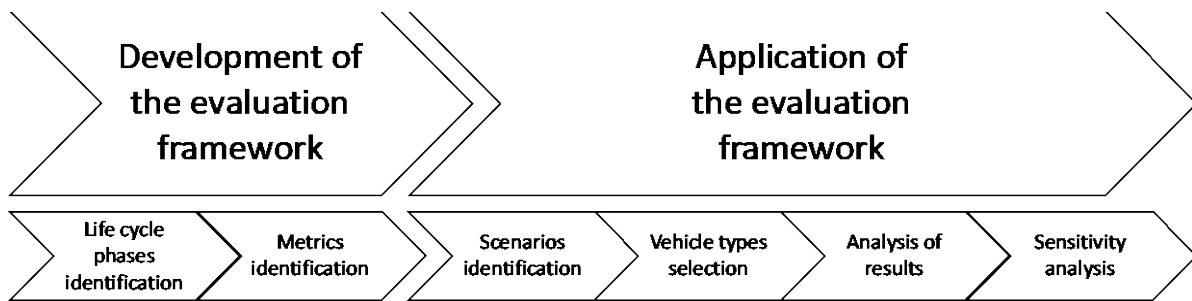 Development of
the evaluation
framework
Application of
the evaluation
framework
Life cycle
phases
identification
Metrics
identification
Scenarios
identification
Vehicle types
selection
Analysis of
results
Sensitivity
analysis